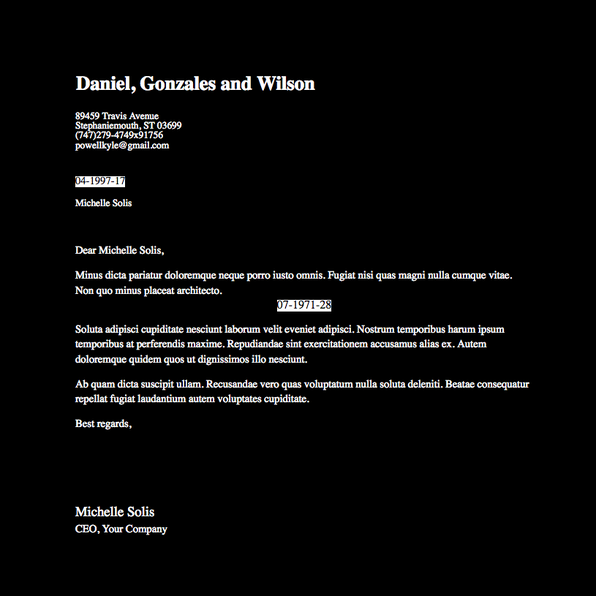 Daniel, Gonzales and Wilson
89459 Travis Avenue
Stephaniemouth, ST 03699
(747)279-4749x91756
powellkyle@gmail.com
04-1997-17
Michelle Solis
Dear Michelle Solis,
Minus dicta pariatur doloremque neque porro iusto omnis. Fugiat nisi quas magni nulla cumque vitae.
Non quo minus placeat architecto.
07-1971-28
Soluta adipisci cupiditate nesciunt laborum velit eveniet adipisci. Nostrum temporibus harum ipsum
temporibus at perferendis maxime. Repudiandae sint exercitationem accusamus alias ex. Autem
doloremque quidem quos ut dignissimos illo nesciunt.
Ab quam dicta suscipit ullam. Recusandae vero quas voluptatum nulla soluta deleniti. Beatae consequatur
repellat fugiat laudantium autem voluptates cupiditate.
Best regards,
Michelle Solis
CEO, Your Company